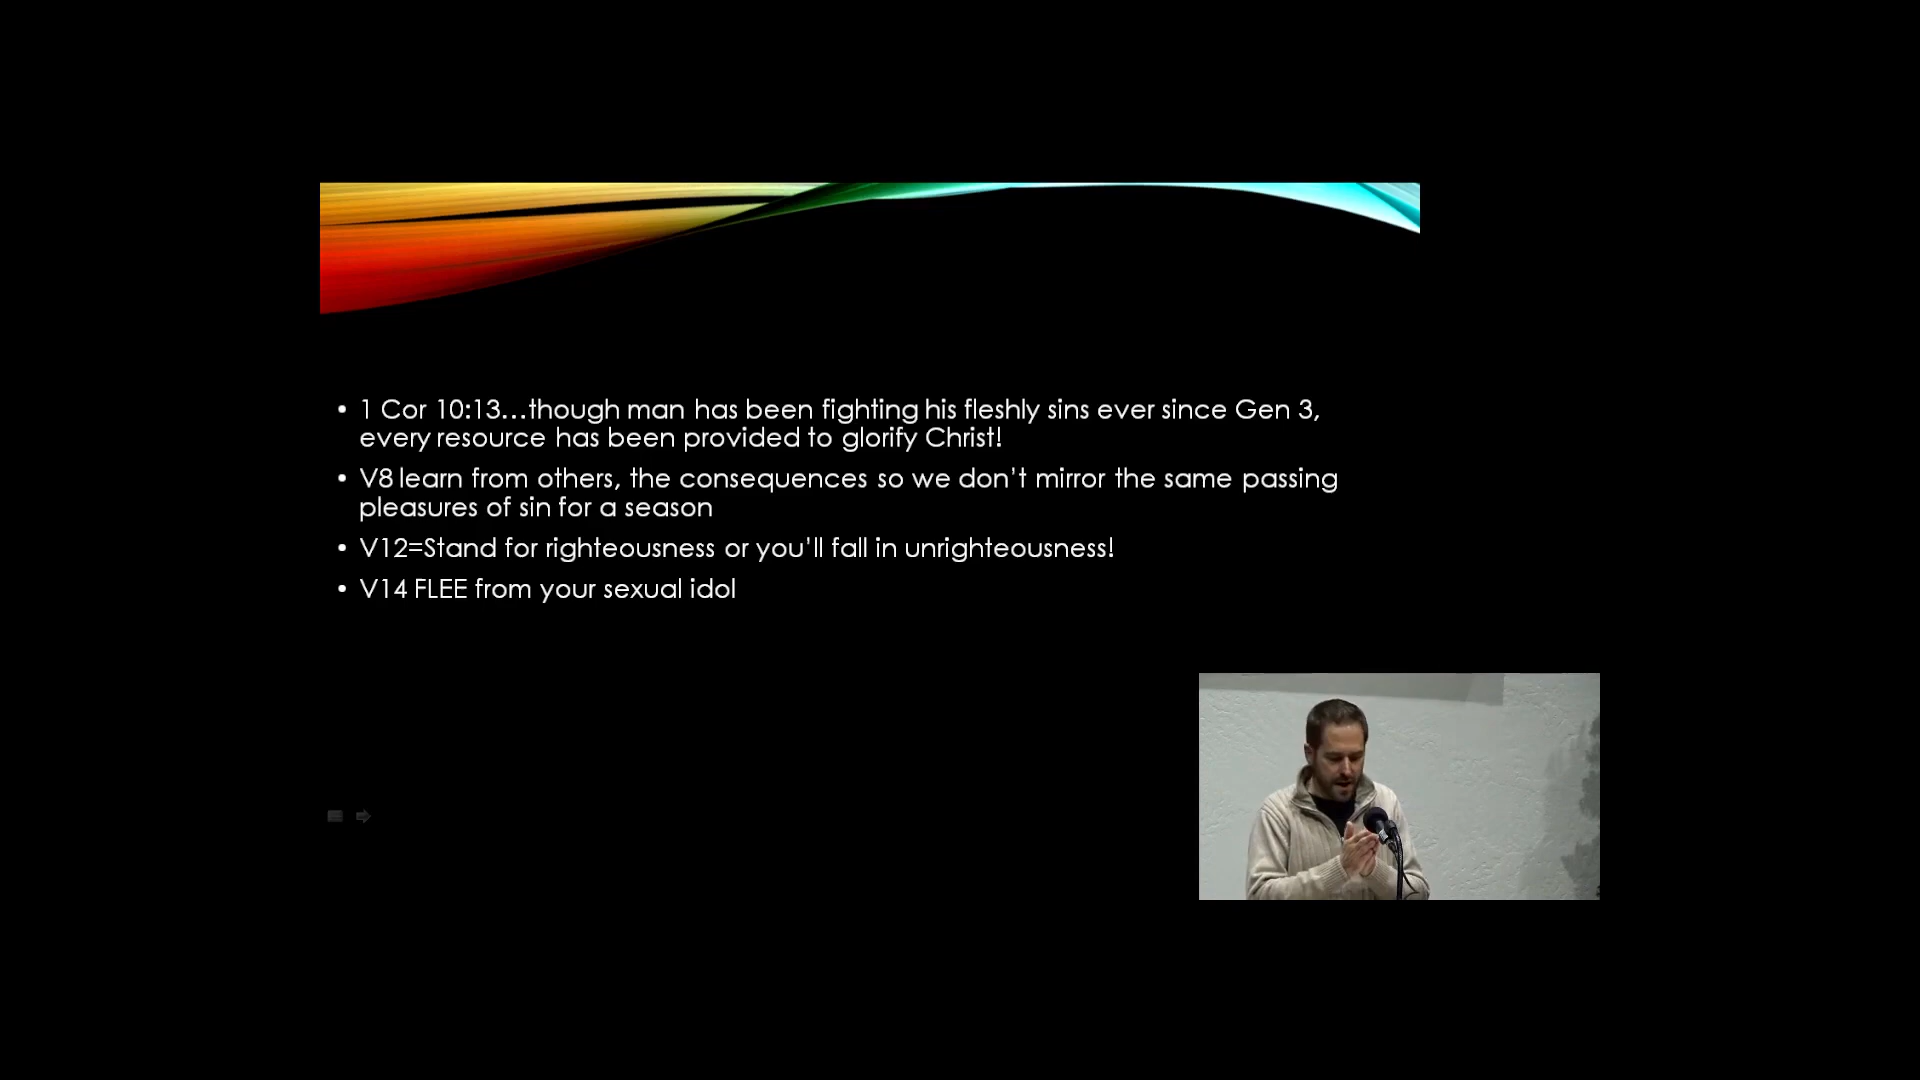 • 1 Cor 10:13…though man has been fighting his fleshly sins ever since Gen 3,
every resource has been provided to glorify Christ!
• V8 learn from others, the consequences so we don’t mirror the same passing
pleasures of sin for a season
• V12=Stand for righteousness or you’ll fall in unrighteousness!
• V14 FLEE from your sexual idol